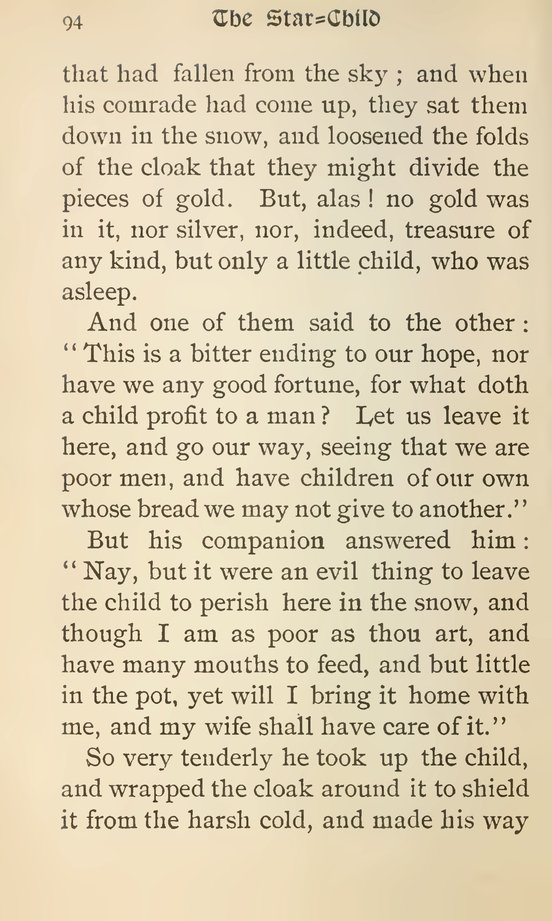 94 The Star=Child
that had fallen from the sky ; and when
his comrade had come up, they sat them
down in the snow, and loosened the folds
of the cloak that they might divide the
pieces of gold. But, alas ! no gold was
in it, nor silver, nor, indeed, treasure of
any kind, but only a little child, who was
asleep.
And one of them said to the other :
“ This is a bitter ending to our hope, nor
have we any good fortune, for what doth
a child profit to a man ? Let us leave it
here, and go our way, seeing that we are
poor men, and have children of our own
whose bread we may not give to another.”
But his companion answered him :
“ Nay, but it were an evil thing to leave
the child to perish here in the snow, and
though I am as poor as thou art, and
have many mouths to feed, and but little
in the pot, yet will I bring it home with
me, and my wife shall have care of it.”
So very tenderly he took up the child,
and wrapped the cloak around it to shield
it from the harsh cold, and made his way